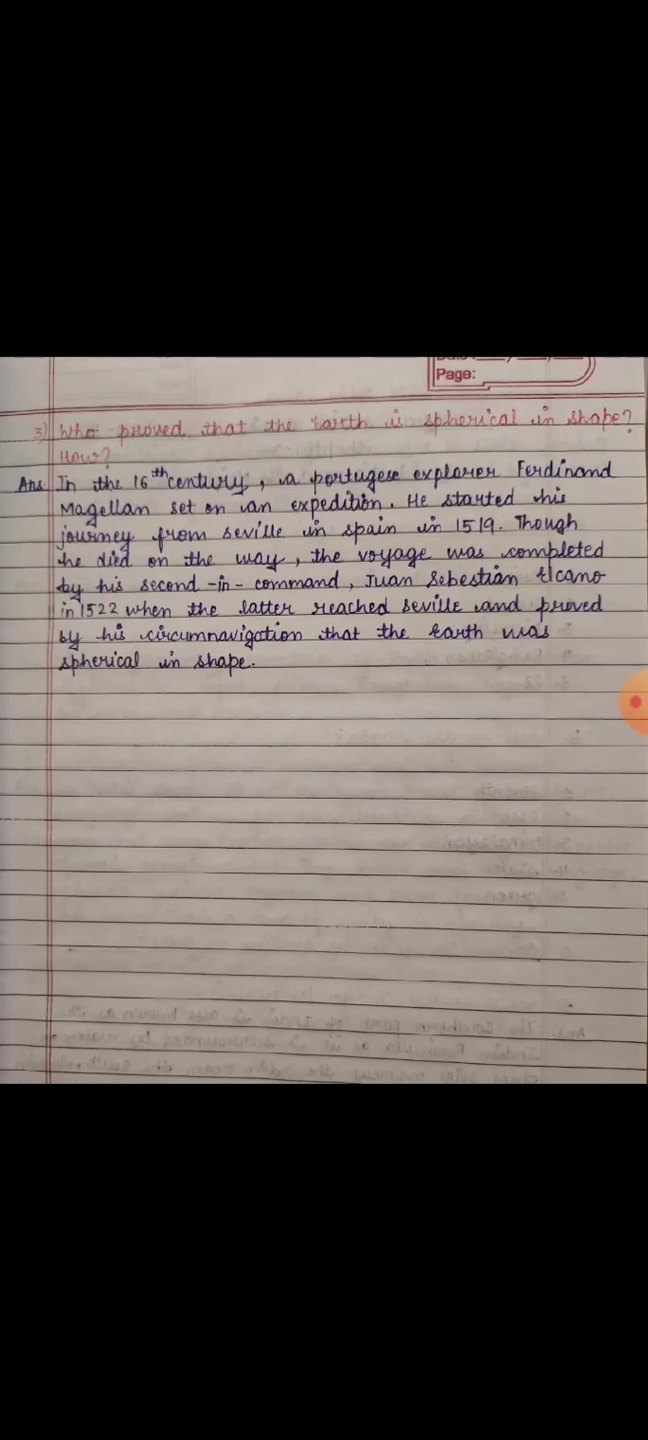 Page:
3) Who proved that the Earth is spherical in shape?
How?
Ans. In the 16th century, a portugese explorer Ferdinand
Magellan set on an expedition. He started his
journey from seville in spain in 1519. Though
he died on the way, the voyage was completed
by his second-in-command, Juan Sebestian Elcano
in 1522 when the latter reached seville and proved
by his circumnavigation that the Earth was
spherical in shape.